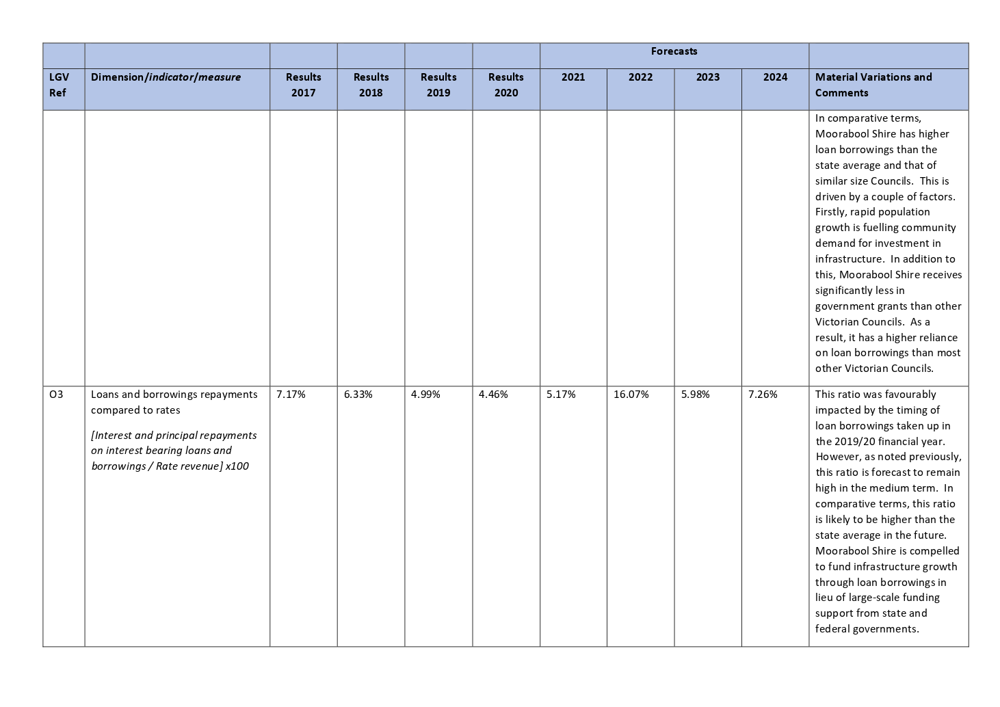 Forecasts
LGV Ref
Dimension/indicator/measure
Results 2017
Results 2018
Results 2019
Results 2020
2021
2022
2023
2024
Material Variations and Comments
In comparative terms,
Moorabool Shire has higher
loan borrowings than the
state average and that of
similar size Councils.  This is
driven by a couple of factors.
Firstly, rapid population
growth is fuelling community
demand for investment in
infrastructure.  In addition to
this, Moorabool Shire receives
significantly less in
government grants than other
Victorian Councils.  As a
result, it has a higher reliance
on loan borrowings than most
other Victorian Councils.
O3
Loans and borrowings repayments
compared to rates
[Interest and principal repayments
on interest bearing loans and
borrowings / Rate revenue] x100
7.17%
6.33%
4.99%
4.46%
5.17%
16.07%
5.98%
7.26%
This ratio was favourably
impacted by the timing of
loan borrowings taken up in
the 2019/20 financial year.
However, as noted previously,
this ratio is forecast to remain
high in the medium term.  In
comparative terms, this ratio
is likely to be higher than the
state average in the future.
Moorabool Shire is compelled
to fund infrastructure growth
through loan borrowings in
lieu of large-scale funding
support from state and
federal governments.